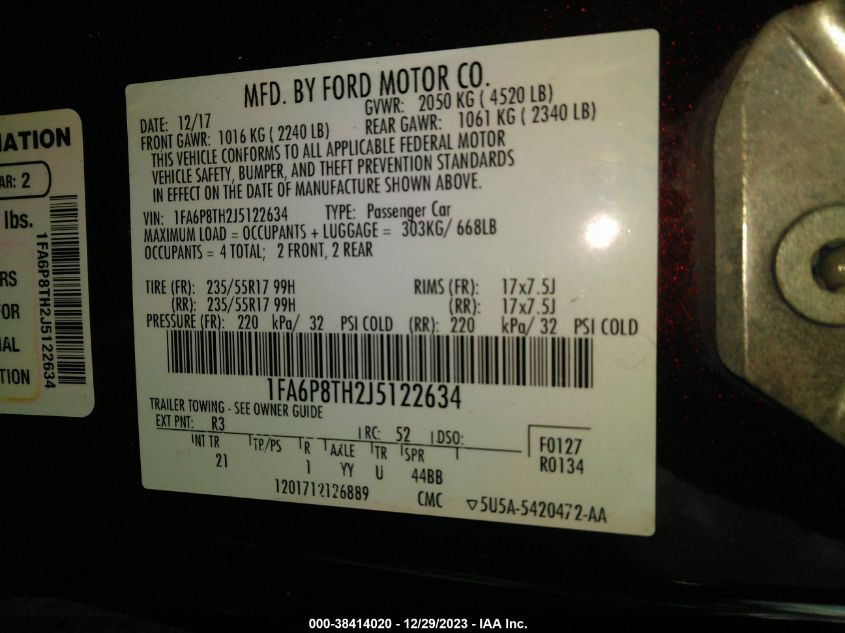 MFD. BY FORD MOTOR CO.
DATE: 12/17 GVWR: 2050 KG ( 4520 LB)
FRONT GAWR: 1016 KG ( 2240 LB) REAR GAWR: 1061 KG ( 2340 LB)
THIS VEHICLE CONFORMS TO ALL APPLICABLE FEDERAL MOTOR
VEHICLE SAFETY, BUMPER, AND THEFT PREVENTION STANDARDS
IN EFFECT ON THE DATE OF MANUFACTURE SHOWN ABOVE.
VIN: 1FA6P8TH2J5122634 TYPE: Passenger Car
MAXIMUM LOAD = OCCUPANTS + LUGGAGE = 303KG/ 668LB
OCCUPANTS = 4 TOTAL; 2 FRONT, 2 REAR
TIRE (FR): 235/55R17 99H RIMS (FR): 17x7.5J
(RR): 235/55R17 99H (RR): 17x7.5J
PRESSURE (FR): 220 kPa/ 32 PSI COLD (RR): 220 kPa/ 32 PSI COLD
1FA6P8TH2J5122634
TRAILER TOWING - SEE OWNER GUIDE
EXT PNT: R3 RC: 52 DSO:
INT TR TP/PS R AXLE TR SPR
21 1 YY U 44BB
F0127
R0134
1201712126889 CMC 5U5A-5420472-AA
MATION
AR: 2
lbs.
1FA6P8TH2J5122634
RS
FOR
AL
TION
000-38414020 - 12/29/2023 - IAA Inc.